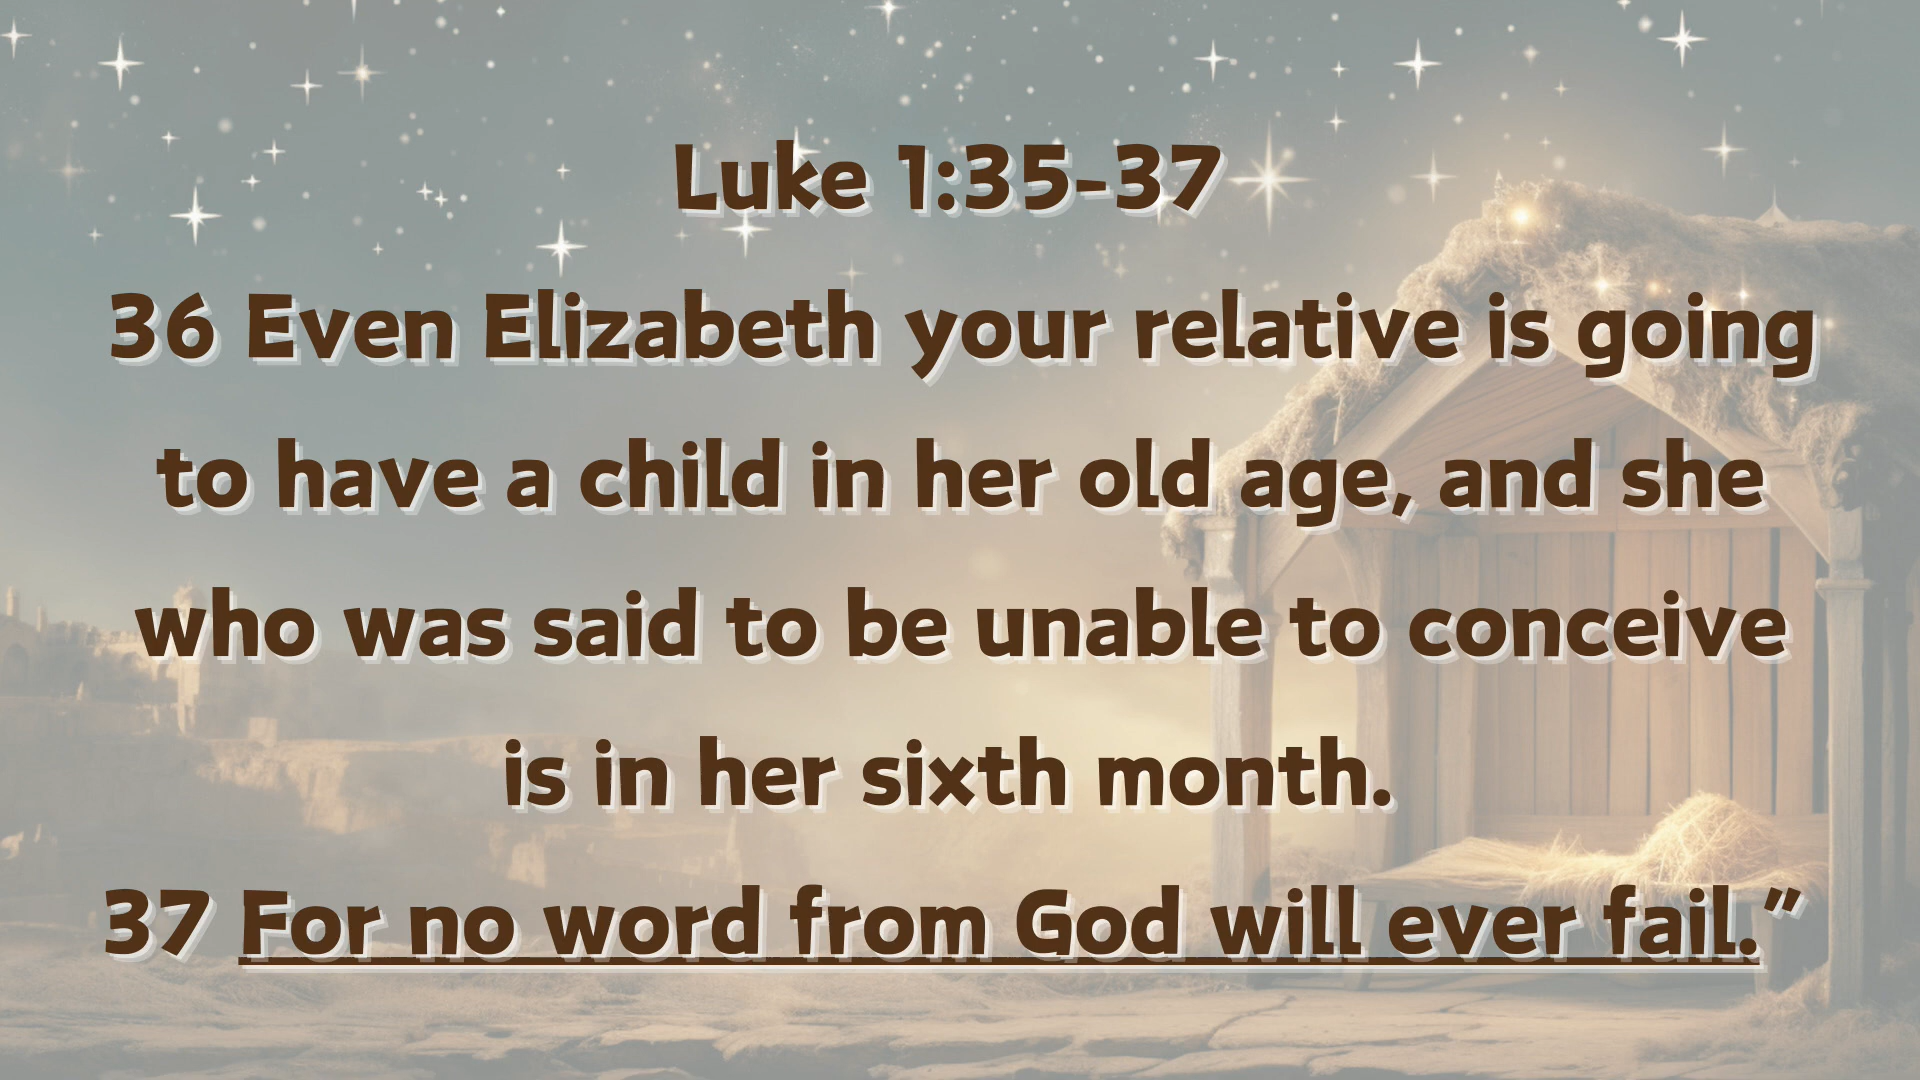 Luke 1:35-37
36 Even Elizabeth your relative is going
to have a child in her old age, and she
who was said to be unable to conceive
is in her sixth month.
37 For no word from God will ever fail.”